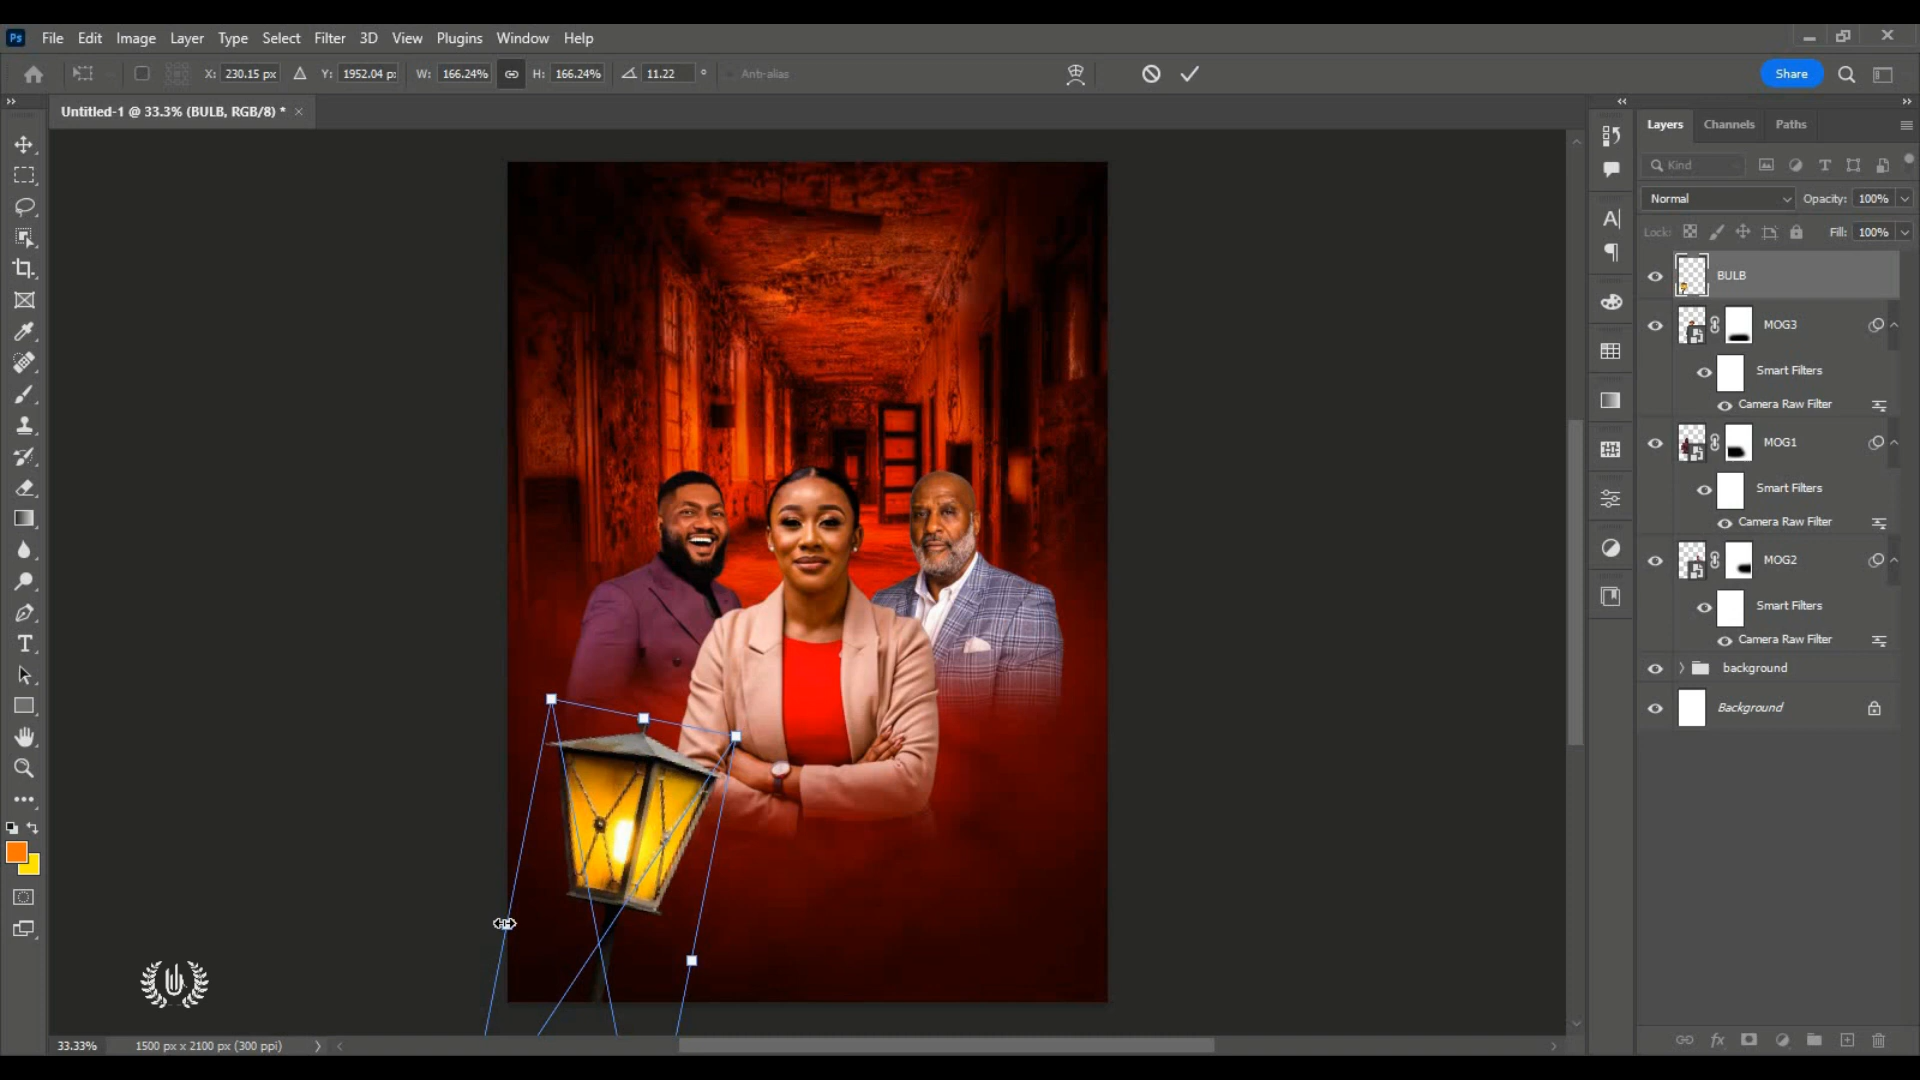 Ps File Edit Image Layer Type Select Filter 3D View Plugins Window Help
X: 230.15 px Y: 1952.04 p: W: 166.24% H: 166.24% 11.22 ° Anti-alias Share
Untitled-1 @ 33.3% (BULB, RGB/8) * ×
Layers Channels Paths
Kind
Normal Opacity: 100%
Lock: Fill: 100%
BULB
MOG3
Smart Filters
Camera Raw Filter
MOG1
Smart Filters
Camera Raw Filter
MOG2
Smart Filters
Camera Raw Filter
background
Background
33.33% 1500 px x 2100 px (300 ppi)